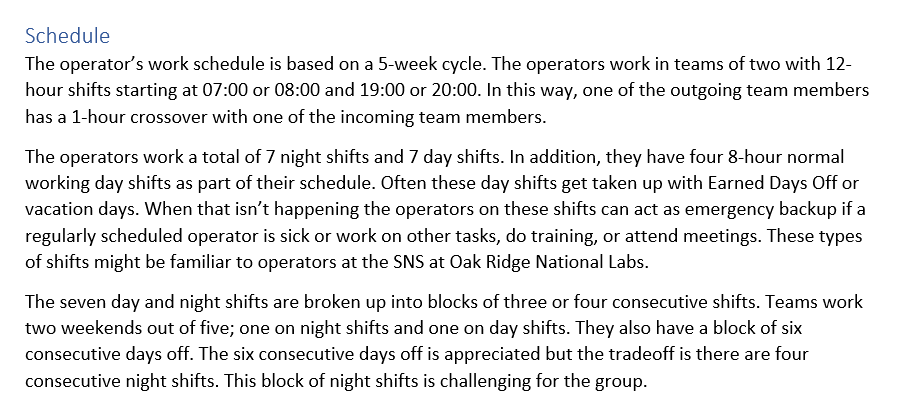 Schedule
The operator’s work schedule is based on a 5-week cycle. The operators work in teams of two with 12-
hour shifts starting at 07:00 or 08:00 and 19:00 or 20:00. In this way, one of the outgoing team members
has a 1-hour crossover with one of the incoming team members.
The operators work a total of 7 night shifts and 7 day shifts. In addition, they have four 8-hour normal
working day shifts as part of their schedule. Often these day shifts get taken up with Earned Days Off or
vacation days. When that isn’t happening the operators on these shifts can act as emergency backup if a
regularly scheduled operator is sick or work on other tasks, do training, or attend meetings. These types
of shifts might be familiar to operators at the SNS at Oak Ridge National Labs.
The seven day and night shifts are broken up into blocks of three or four consecutive shifts. Teams work
two weekends out of five; one on night shifts and one on day shifts. They also have a block of six
consecutive days off. The six consecutive days off is appreciated but the tradeoff is there are four
consecutive night shifts. This block of night shifts is challenging for the group.